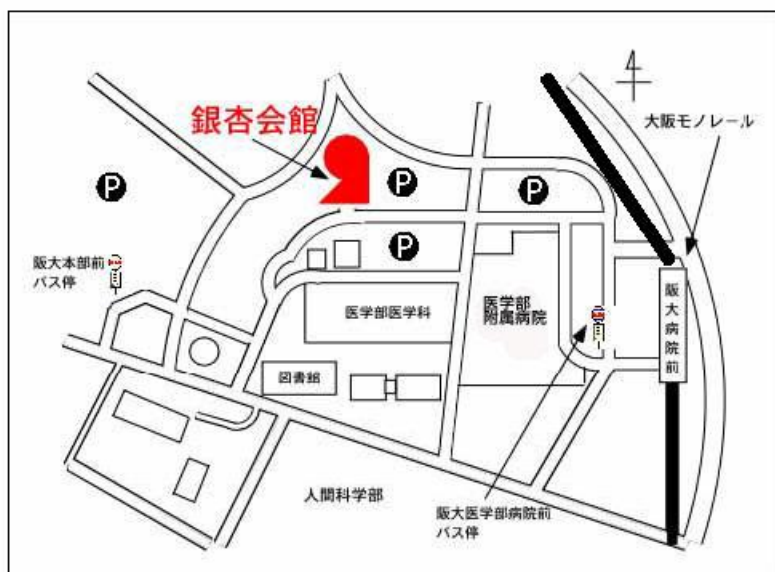 銀杏会館
大阪モノレール
P
P
P
P
阪大本部前
バス停
医学部医学科
医学部
附属病院
阪大病院前
図書館
人間科学部
阪大医学部病院前
バス停